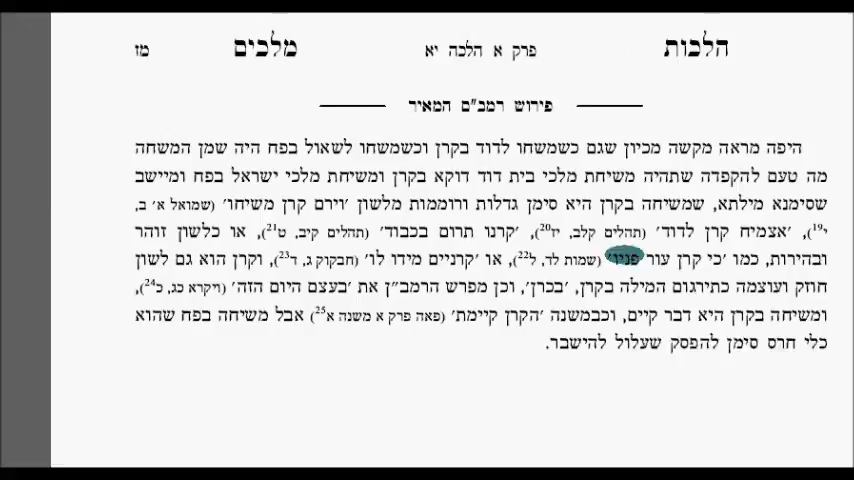 הלכות פרק א הלכה יא מלכים מז
פירוש רמב"ם המאיר
היפה מראה מקשה מכיון שגם כשמשחו לדוד בקרן וכשמשחו לשאול בפח היה שמן המשחה
מה טעם להקפדה שתהיה משיחת מלכי בית דוד דוקא בקרן ומשיחת מלכי ישראל בפח ומיישב
שסימנא מילתא, שמשיחה בקרן היא סימן גדלות ורוממות מלשון 'וירם קרן משיחו' (שמואל א' ב,
י19), 'אצמיח קרן לדוד' (תהלים קלב, יז20), 'קרנו תרום בכבוד' (תהלים קיב, ט21), או כלשון זוהר
ובהירות, כמו 'כי קרן עור פניו' (שמות לד, ל22), או 'קרניים מידו לו' (חבקוק ג, ד23), וקרן הוא גם לשון
חוזק ועוצמה כתירגום המילה בקרן, 'בכרן', וכן מפרש הרמב"ן את 'בעצם היום הזה' (ויקרא כג, כ24),
ומשיחה בקרן היא דבר קיים, וכבמשנה 'הקרן קיימת' (פאה פרק א משנה א25) אבל משיחה בפח שהוא
כלי חרס סימן להפסק שעלול להישבר.